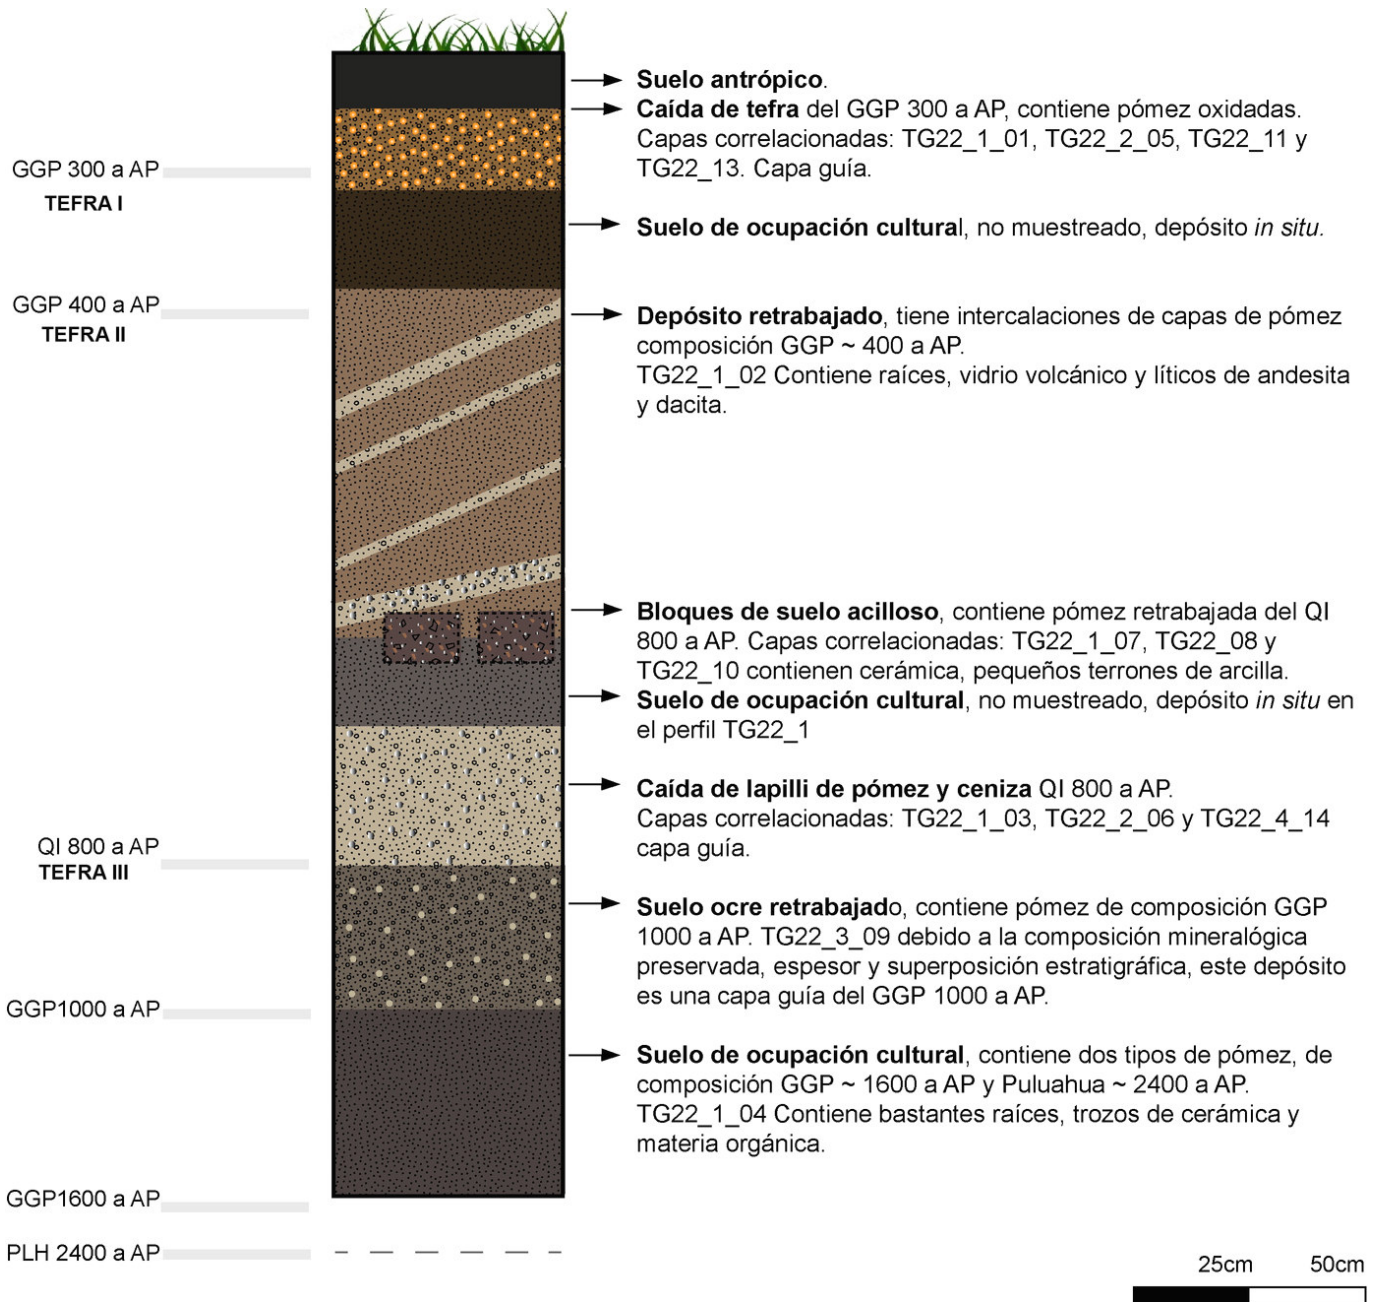 Suelo antrópico.
Caída de tefra del GGP 300 a AP, contiene pómez oxidadas.
Capas correlacionadas: TG22_1_01, TG22_2_05, TG22_11 y
TG22_13. Capa guía.
GGP 300 a AP
TEFRA I
Suelo de ocupación cultural, no muestreado, depósito in situ.
GGP 400 a AP
TEFRA II
Depósito retrabajado, tiene intercalaciones de capas de pómez
composición GGP ~ 400 a AP.
TG22_1_02 Contiene raíces, vidrio volcánico y líticos de andesita
y dacita.
Bloques de suelo acilloso, contiene pómez retrabajada del QI
800 a AP. Capas correlacionadas: TG22_1_07, TG22_08 y
TG22_10 contienen cerámica, pequeños terrones de arcilla.
Suelo de ocupación cultural, no muestreado, depósito in situ en
el perfil TG22_1
Caída de lapilli de pómez y ceniza QI 800 a AP.
Capas correlacionadas: TG22_1_03, TG22_2_06 y TG22_4_14
capa guía.
QI 800 a AP
TEFRA III
Suelo ocre retrabajado, contiene pómez de composición GGP
1000 a AP. TG22_3_09 debido a la composición mineralógica
preservada, espesor y superposición estratigráfica, este depósito
es una capa guía del GGP 1000 a AP.
GGP1000 a AP
Suelo de ocupación cultural, contiene dos tipos de pómez, de
composición GGP ~ 1600 a AP y Puluahua ~ 2400 a AP.
TG22_1_04 Contiene bastantes raíces, trozos de cerámica y
materia orgánica.
GGP1600 a AP
PLH 2400 a AP
25cm 50cm